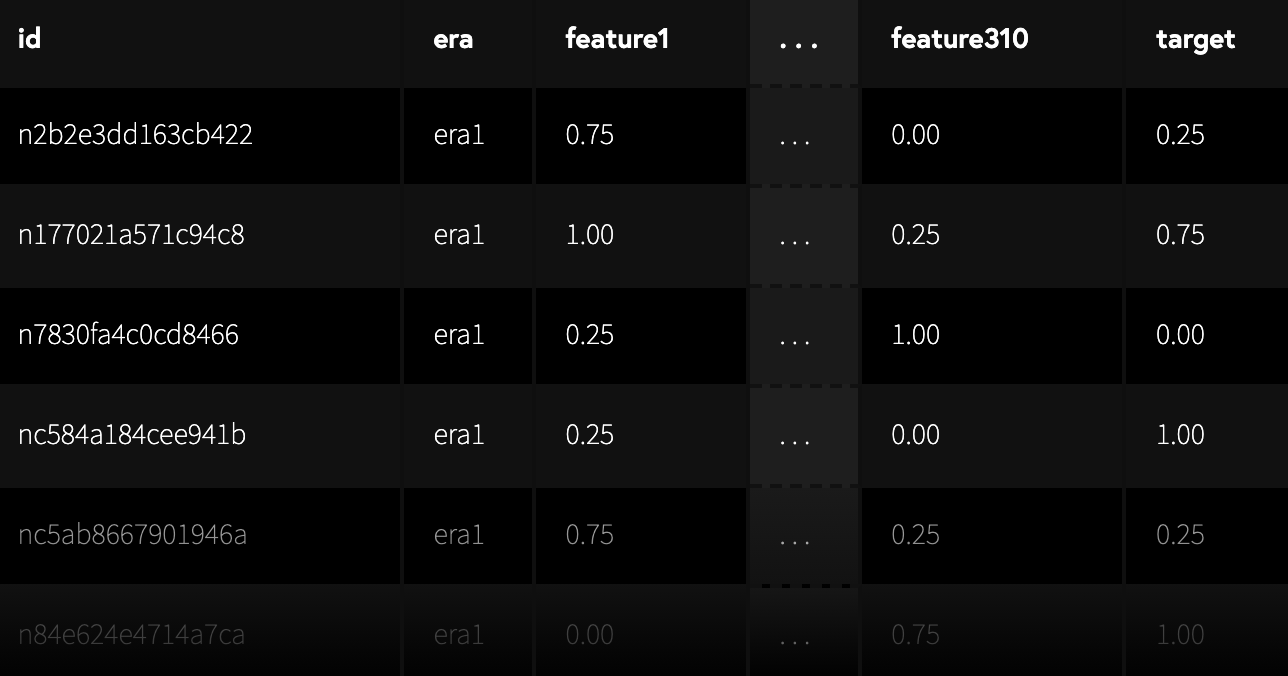 id era feature1 ... feature310 target
n2b2e3dd163cb422 era1 0.75 ... 0.00 0.25
n177021a571c94c8 era1 1.00 ... 0.25 0.75
n7830fa4c0cd8466 era1 0.25 ... 1.00 0.00
nc584a184cee941b era1 0.25 ... 0.00 1.00
nc5ab8667901946a era1 0.75 ... 0.25 0.25
n84e624e4714a7ca era1 0.00 ... 0.75 1.00